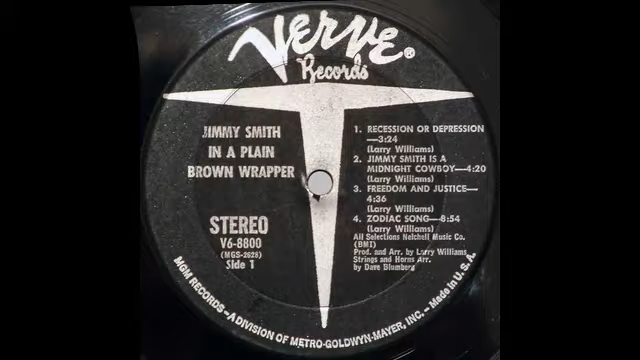 VERVE®
Records
JIMMY SMITH
IN A PLAIN
BROWN WRAPPER
STEREO
V6-8800
(MGS-2628)
Side 1
1. RECESSION OR DEPRESSION
—3:24
(Larry Williams)
2. JIMMY SMITH IS A
MIDNIGHT COWBOY—4:20
(Larry Williams)
3. FREEDOM AND JUSTICE—
4:36
(Larry Williams)
4. ZODIAC SONG—8:54
(Larry Williams)
All Selections Neichell Music Co.
(BMI)
Prod. and Arr. by Larry Williams
Strings and Horns Arr.
by Dave Blumberg
MGM RECORDS—A DIVISION OF METRO-GOLDWYN-MAYER, INC.—Made in U.S.A.